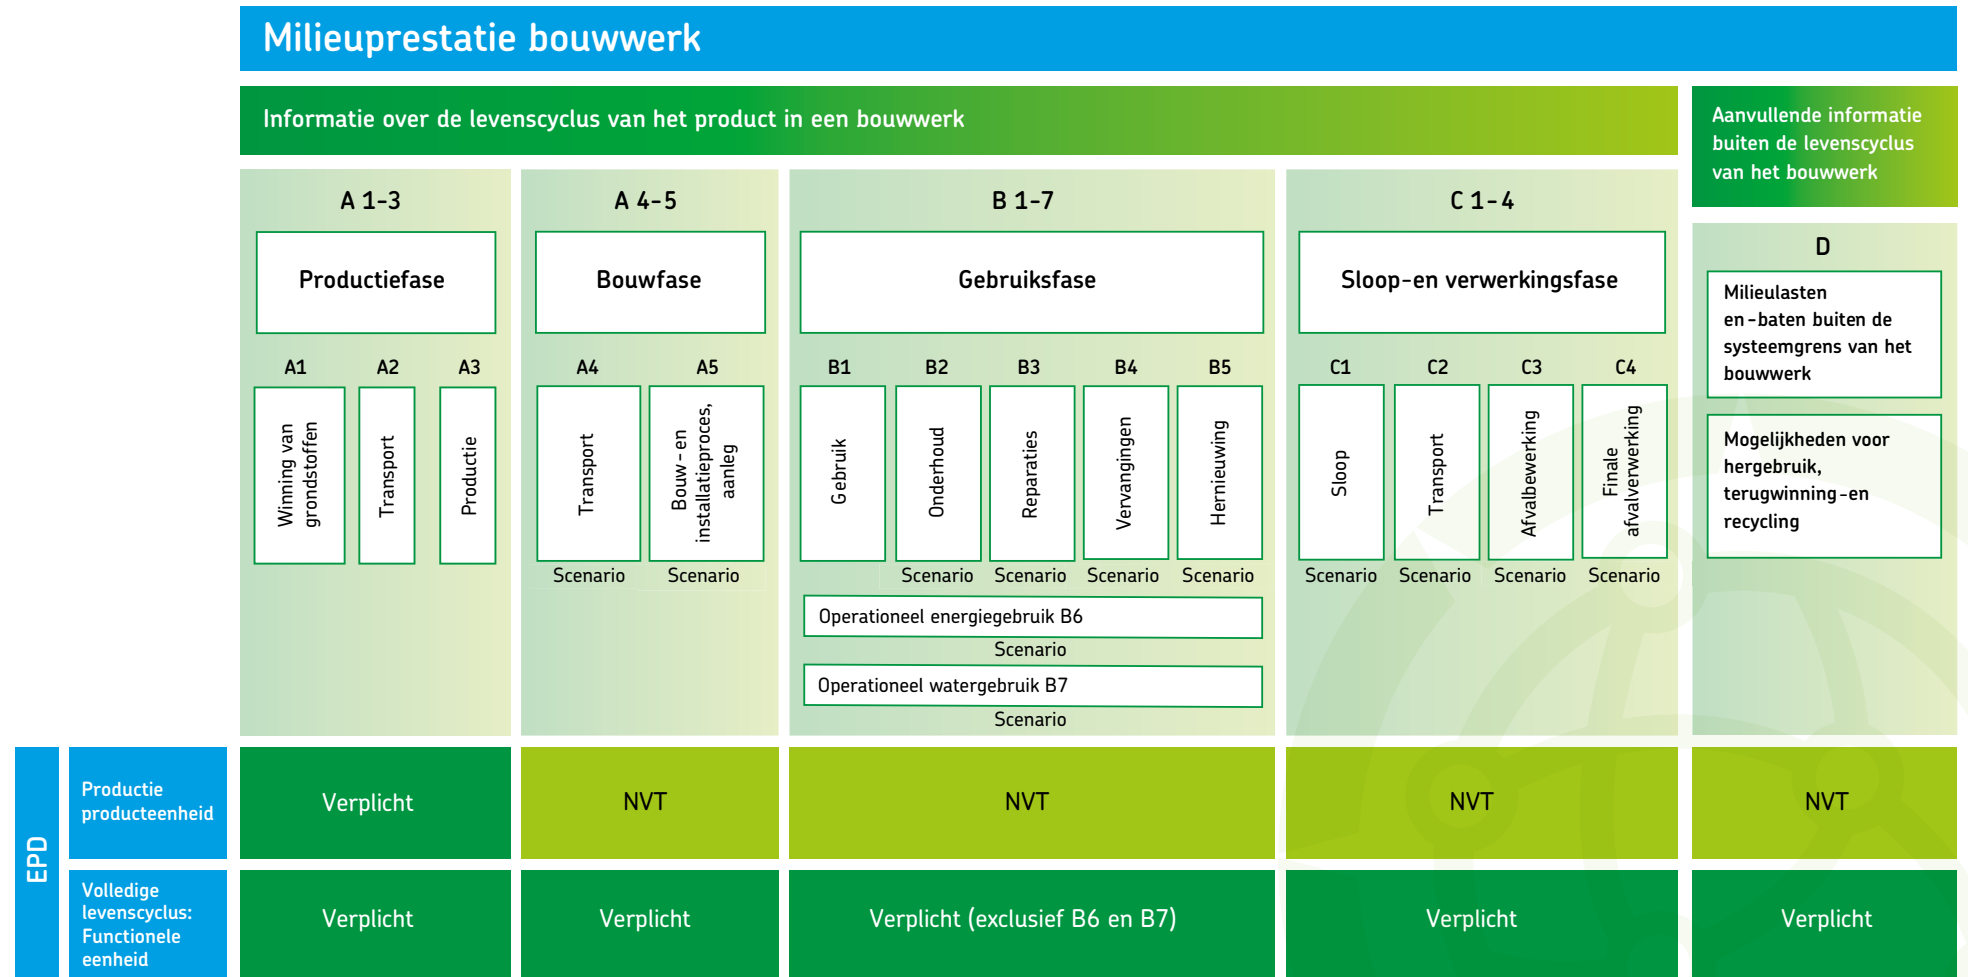 Milieuprestatie bouwwerk
Informatie over de levenscyclus van het product in een bouwwerk
Aanvullende informatie
buiten de levenscyclus
van het bouwwerk
A 1-3
Productiefase
A1
Winning van
grondstoffen
A2
Transport
A3
Productie
A 4-5
Bouwfase
A4
Transport
Scenario
A5
Bouw- en
installatieproces,
aanleg
Scenario
B 1-7
Gebruiksfase
B1
Gebruik
B2
Onderhoud
Scenario
B3
Reparaties
Scenario
B4
Vervangingen
Scenario
B5
Hernieuwing
Scenario
Operationeel energiegebruik B6
Scenario
Operationeel watergebruik B7
Scenario
C 1-4
Sloop-en verwerkingsfase
C1
Sloop
Scenario
C2
Transport
Scenario
C3
Afvalbewerking
Scenario
C4
Finale
afvalverwerking
Scenario
D
Milieulasten
en-baten buiten de
systeemgrens van het
bouwwerk
Mogelijkheden voor
hergebruik,
terugwinning-en
recycling
EPD
Productie
producteenheid
Verplicht
NVT
NVT
NVT
NVT
Volledige
levenscyclus:
Functionele
eenheid
Verplicht
Verplicht
Verplicht (exclusief B6 en B7)
Verplicht
Verplicht